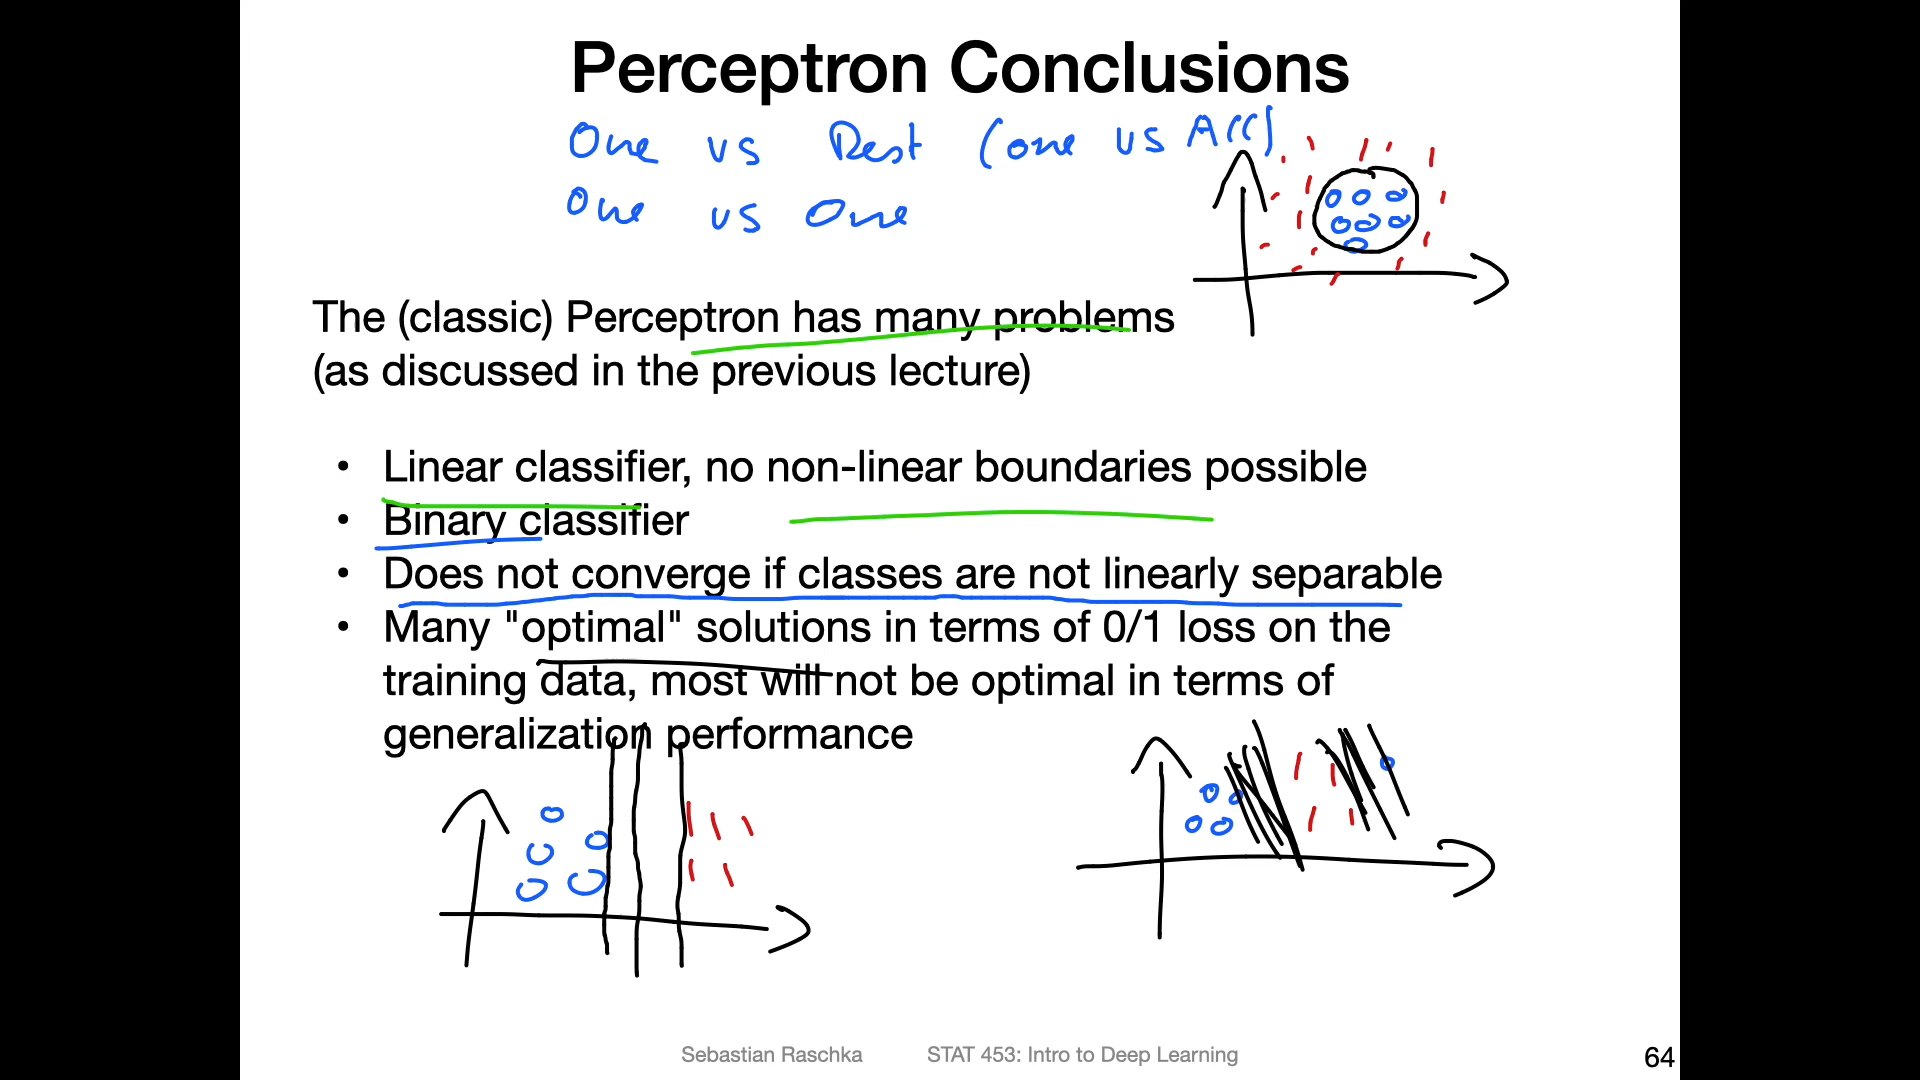 Perceptron Conclusions
One vs Rest (one vs All)
One vs One
The (classic) Perceptron has many problems
(as discussed in the previous lecture)
• Linear classifier, no non-linear boundaries possible
• Binary classifier
• Does not converge if classes are not linearly separable
• Many "optimal" solutions in terms of 0/1 loss on the
training data, most will not be optimal in terms of
generalization performance
Sebastian Raschka STAT 453: Intro to Deep Learning 64